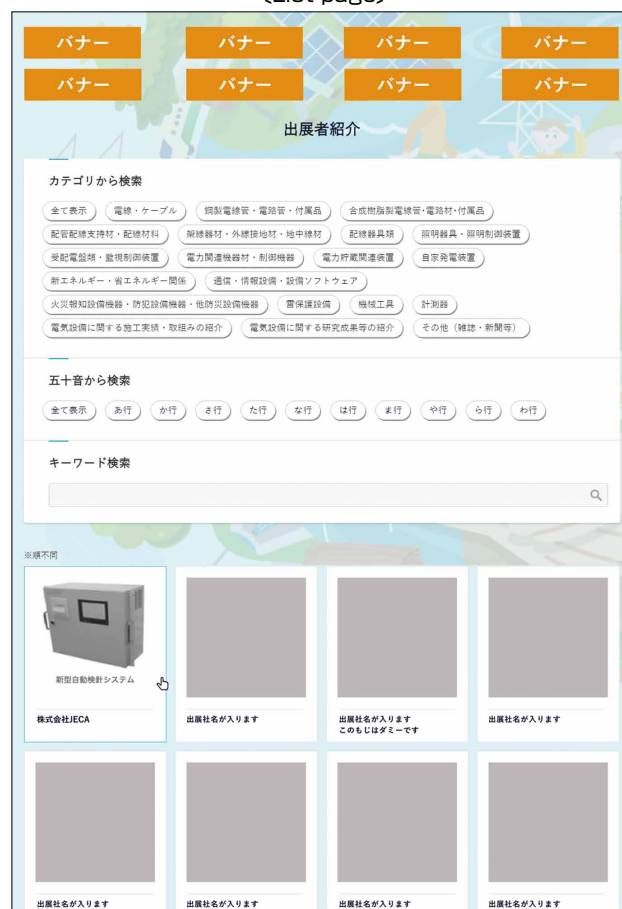 (List page)
バナー バナー バナー バナー
バナー バナー バナー バナー
出展者紹介
カテゴリから検索
全て表示 電線・ケーブル 鋼製電線管・電路管・付属品 合成樹脂製電線管・電路材・付属品
配管配線支持材・配線材料 架線器材・外線接地材・地中線材 配線器具類 照明器具・照明制御装置
受配電盤類・監視制御装置 電力関連機器材・制御機器 電力貯蔵関連装置 自家発電装置
新エネルギー・省エネルギー関係 通信・情報設備・設備ソフトウェア
火災報知設備機器・防犯設備機器・他防災設備機器 雷保護設備 機械工具 計測器
電気設備に関する施工実績・取組みの紹介 電気設備に関する研究成果等の紹介 その他（雑誌・新聞等）
五十音から検索
全て表示 あ行 か行 さ行 た行 な行 は行 ま行 や行 ら行 わ行
キーワード検索
※順不同
新型自動検針システム
株式会社JECA 出展社名が入ります 出展社名が入ります 出展社名が入ります
このもじはダミーです
出展社名が入ります 出展社名が入ります 出展社名が入ります 出展社名が入ります